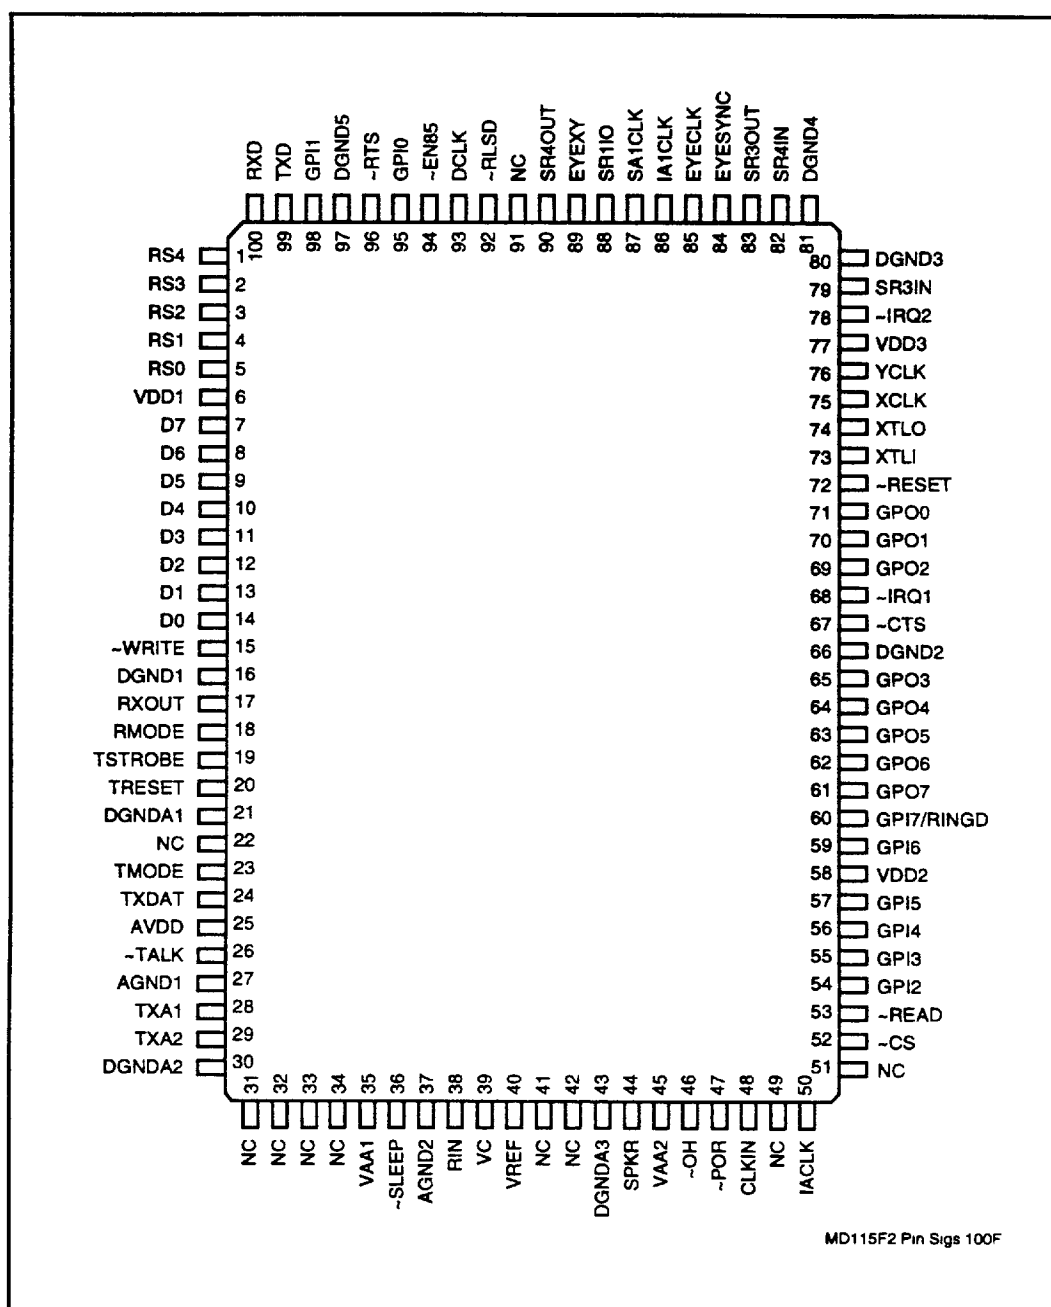 RXD TXD GPI1 DGND5 ~RTS GPI0 ~EN85 DCLK ~RLSD NC SR4OUT EYEXY SR1IO SA1CLK IA1CLK EYECLK EYESYNC SR3OUT SR4IN DGND4
100 99 98 97 96 95 94 93 92 91 90 89 88 87 86 85 84 83 82 81
RS4 1 80 DGND3
RS3 2 79 SR3IN
RS2 3 78 ~IRQ2
RS1 4 77 VDD3
RS0 5 76 YCLK
VDD1 6 75 XCLK
D7 7 74 XTLO
D6 8 73 XTLI
D5 9 72 ~RESET
D4 10 71 GPO0
D3 11 70 GPO1
D2 12 69 GPO2
D1 13 68 ~IRQ1
D0 14 67 ~CTS
~WRITE 15 66 DGND2
DGND1 16 65 GPO3
RXOUT 17 64 GPO4
RMODE 18 63 GPO5
TSTROBE 19 62 GPO6
TRESET 20 61 GPO7
DGNDA1 21 60 GPI7/RINGD
NC 22 59 GPI6
TMODE 23 58 VDD2
TXDAT 24 57 GPI5
AVDD 25 56 GPI4
~TALK 26 55 GPI3
AGND1 27 54 GPI2
TXA1 28 53 ~READ
TXA2 29 52 ~CS
DGNDA2 30 51 NC
31 32 33 34 35 36 37 38 39 40 41 42 43 44 45 46 47 48 49 50
NC NC NC NC VAA1 ~SLEEP AGND2 RIN VC VREF NC NC DGNDA3 SPKR VAA2 ~OH ~POR CLKIN NC IACLK
MD115F2 Pin Sigs 100F